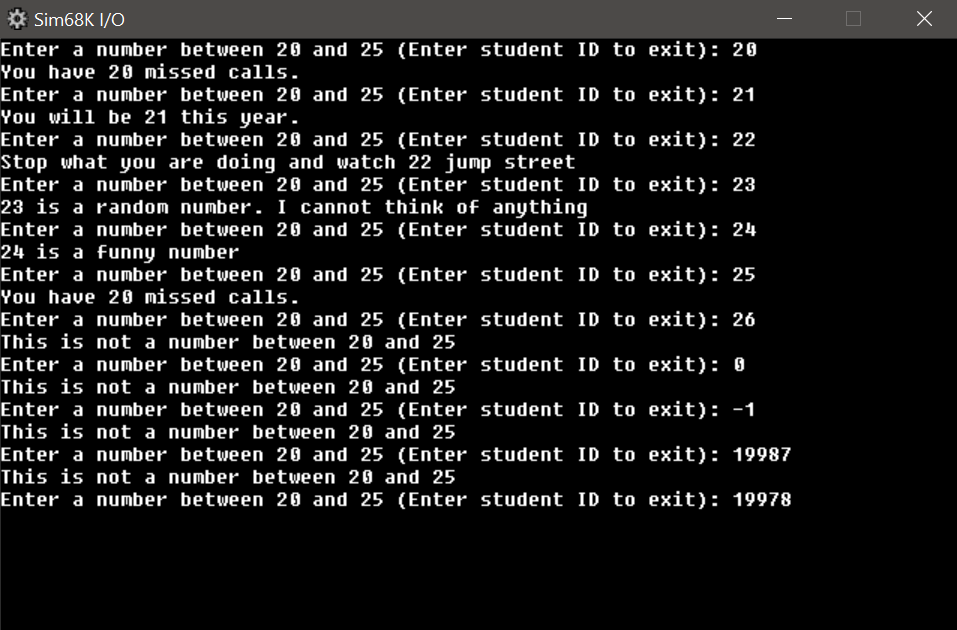 Sim68K I/O
Enter a number between 20 and 25 (Enter student ID to exit): 20
You have 20 missed calls.
Enter a number between 20 and 25 (Enter student ID to exit): 21
You will be 21 this year.
Enter a number between 20 and 25 (Enter student ID to exit): 22
Stop what you are doing and watch 22 jump street
Enter a number between 20 and 25 (Enter student ID to exit): 23
23 is a random number. I cannot think of anything
Enter a number between 20 and 25 (Enter student ID to exit): 24
24 is a funny number
Enter a number between 20 and 25 (Enter student ID to exit): 25
You have 20 missed calls.
Enter a number between 20 and 25 (Enter student ID to exit): 26
This is not a number between 20 and 25
Enter a number between 20 and 25 (Enter student ID to exit): 0
This is not a number between 20 and 25
Enter a number between 20 and 25 (Enter student ID to exit): -1
This is not a number between 20 and 25
Enter a number between 20 and 25 (Enter student ID to exit): 19987
This is not a number between 20 and 25
Enter a number between 20 and 25 (Enter student ID to exit): 19978